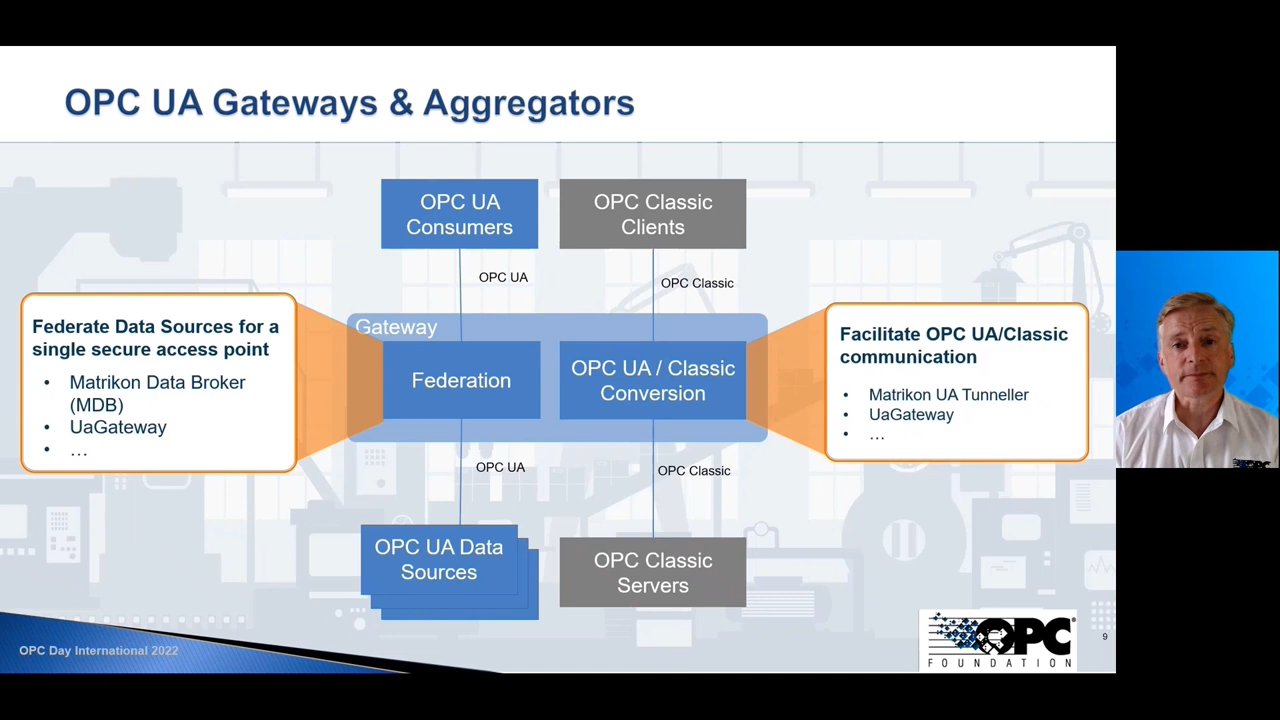 OPC UA Gateways & Aggregators
OPC UA
Consumers
OPC Classic
Clients
OPC UA
OPC Classic
Federate Data Sources for a
single secure access point
• Matrikon Data Broker
(MDB)
• UaGateway
• ...
Gateway
Federation
OPC UA / Classic
Conversion
Facilitate OPC UA/Classic
communication
• Matrikon UA Tunneller
• UaGateway
• ...
OPC UA
OPC Classic
OPC UA Data
Sources
OPC Classic
Servers
OPC Day International 2022
OPC
FOUNDATION
9